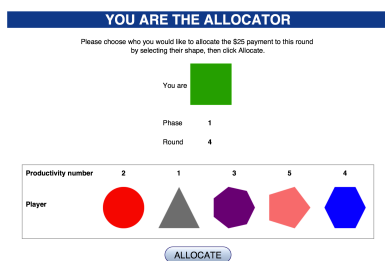 YOU ARE THE ALLOCATOR
Please choose who you would like to allocate the $25 payment to this round
by selecting their shape, then click Allocate.
You are
Phase 1
Round 4
Productivity number 2 1 3 5 4
Player
ALLOCATE